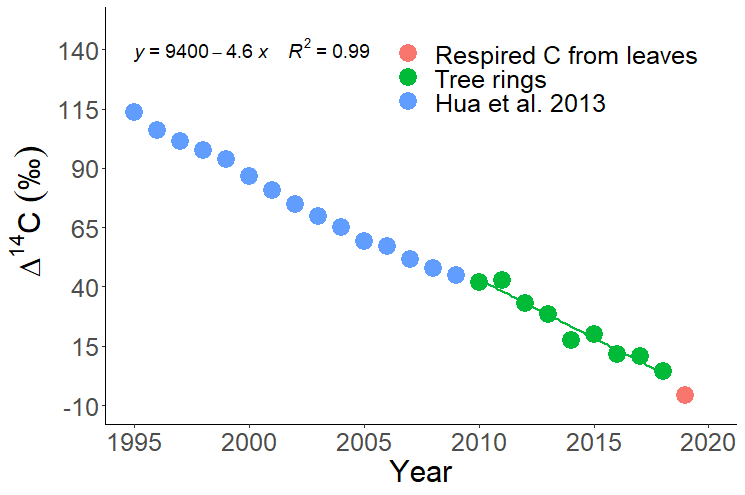 140
y = 9400 – 4.6 x R² = 0.99
Respired C from leaves
Tree rings
Hua et al. 2013
115
90
65
40
15
-10
Δ¹⁴C (‰)
1995 2000 2005 2010 2015 2020
Year